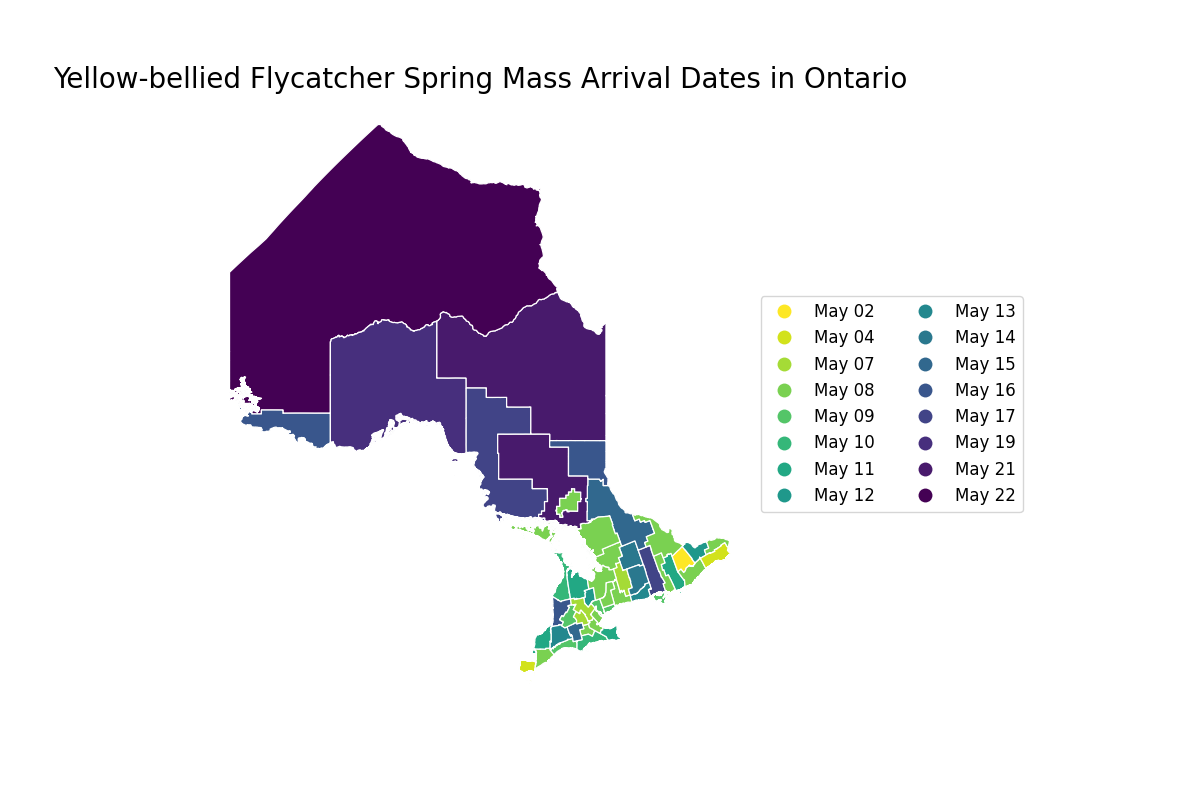 Yellow-bellied Flycatcher Spring Mass Arrival Dates in Ontario
May 02
May 04
May 07
May 08
May 09
May 10
May 11
May 12
May 13
May 14
May 15
May 16
May 17
May 19
May 21
May 22